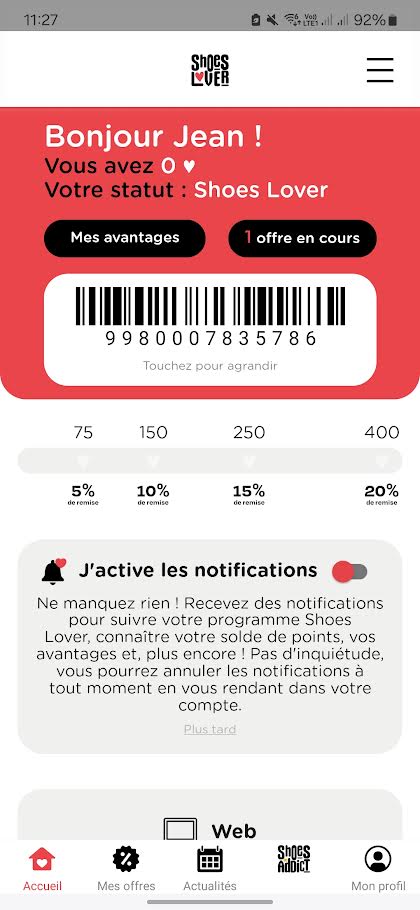 11:27
Vo))
LTE1
92%
Shoes
LOVER
Bonjour Jean !
Vous avez 0 ♥
Votre statut : Shoes Lover
Mes avantages
1 offre en cours
9980007835786
Touchez pour agrandir
75 150 250 400
5% 10% 15% 20%
de remise de remise de remise de remise
J'active les notifications
Ne manquez rien ! Recevez des notifications
pour suivre votre programme Shoes
Lover, connaître votre solde de points, vos
avantages et, plus encore ! Pas d'inquiétude,
vous pourrez annuler les notifications à
tout moment en vous rendant dans votre
compte.
Plus tard
Web
Shoes
ADDICT
Accueil Mes offres Actualités Mon profil